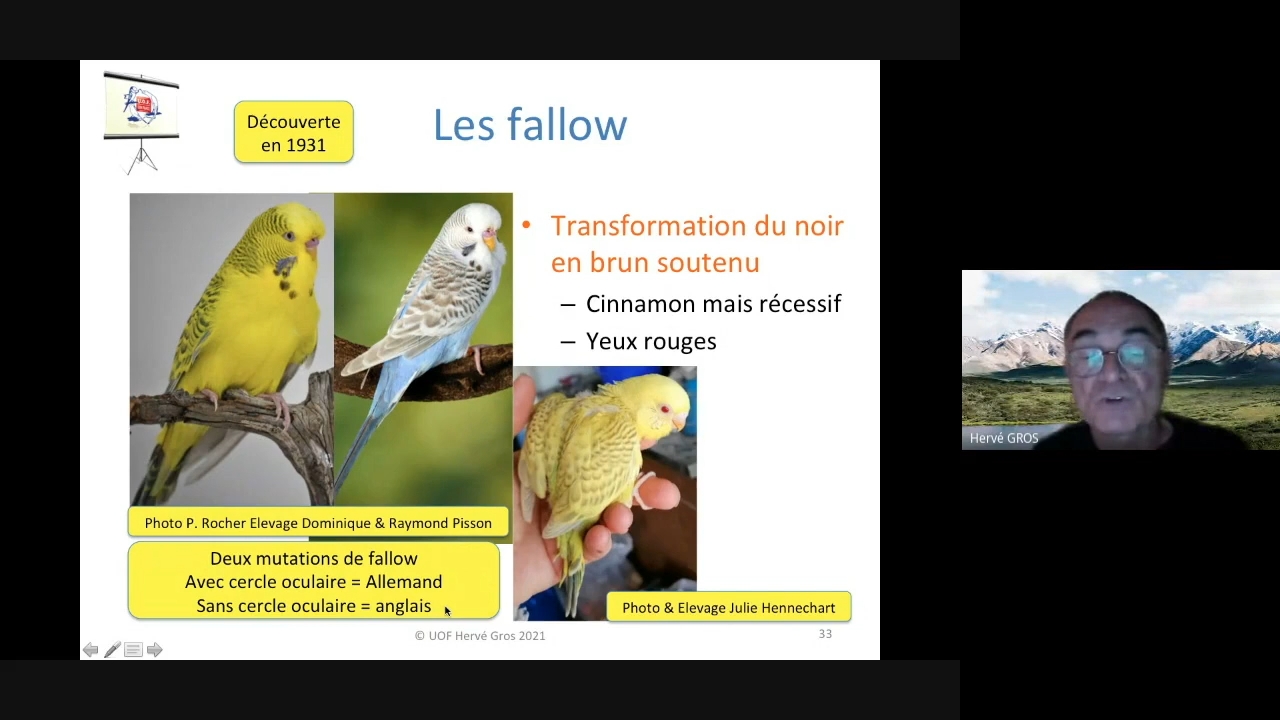 Découverte
en 1931
Les fallow
• Transformation du noir
en brun soutenu
– Cinnamon mais récessif
– Yeux rouges
Photo P. Rocher Elevage Dominique & Raymond Pisson
Deux mutations de fallow
Avec cercle oculaire = Allemand
Sans cercle oculaire = anglais
Photo & Elevage Julie Hennechart
© UOF Hervé Gros 2021
33
Hervé GROS